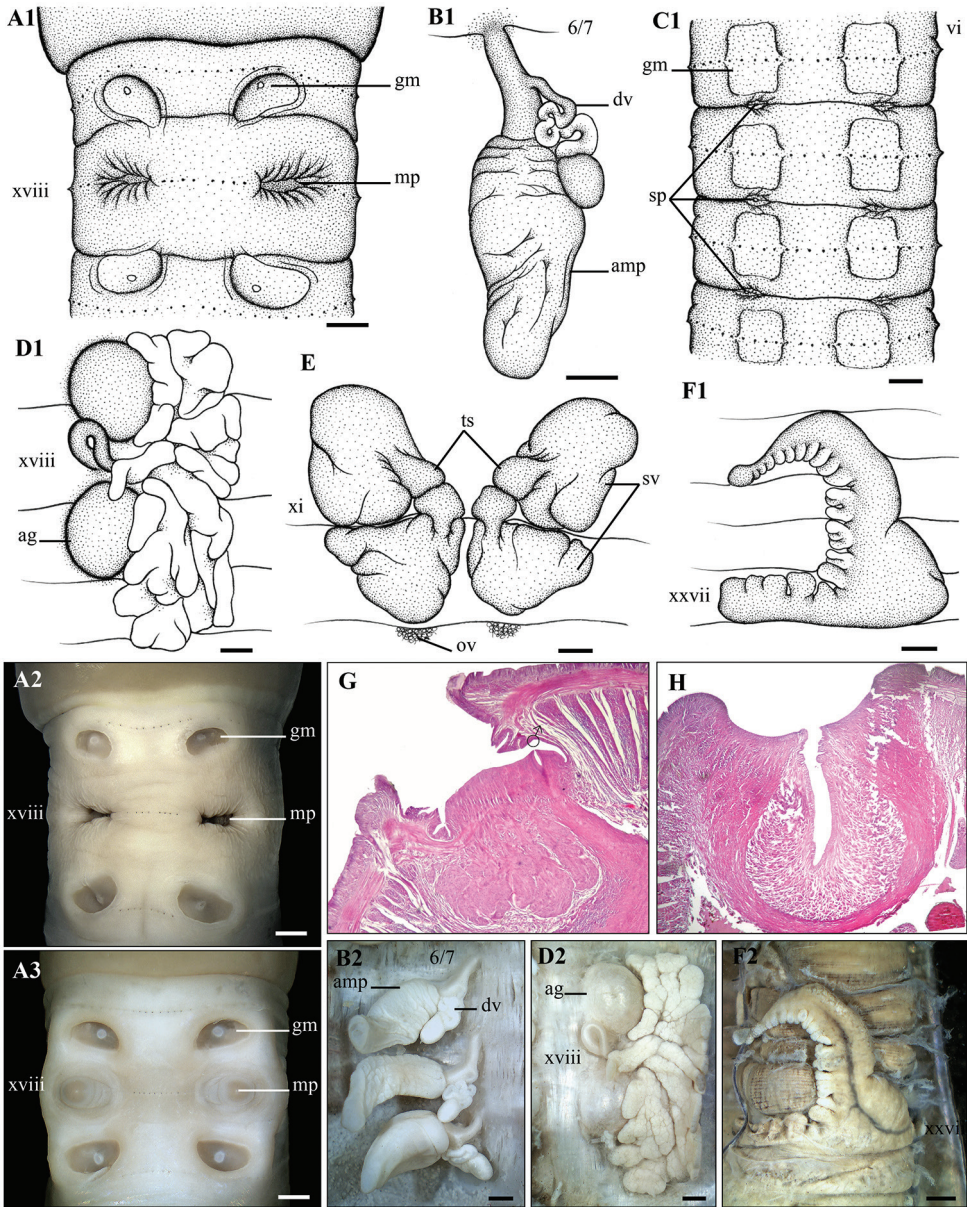 A1
gm
mp
xviii
B1
6/7
dv
amp
C1
vi
gm
sp
D1
xviii
ag
E
ts
sv
xi
ov
F1
xxvii
A2
gm
xviii
mp
G
♂
H
A3
gm
xviii
mp
B2
6/7
amp
dv
D2
ag
xviii
F2
xxvii